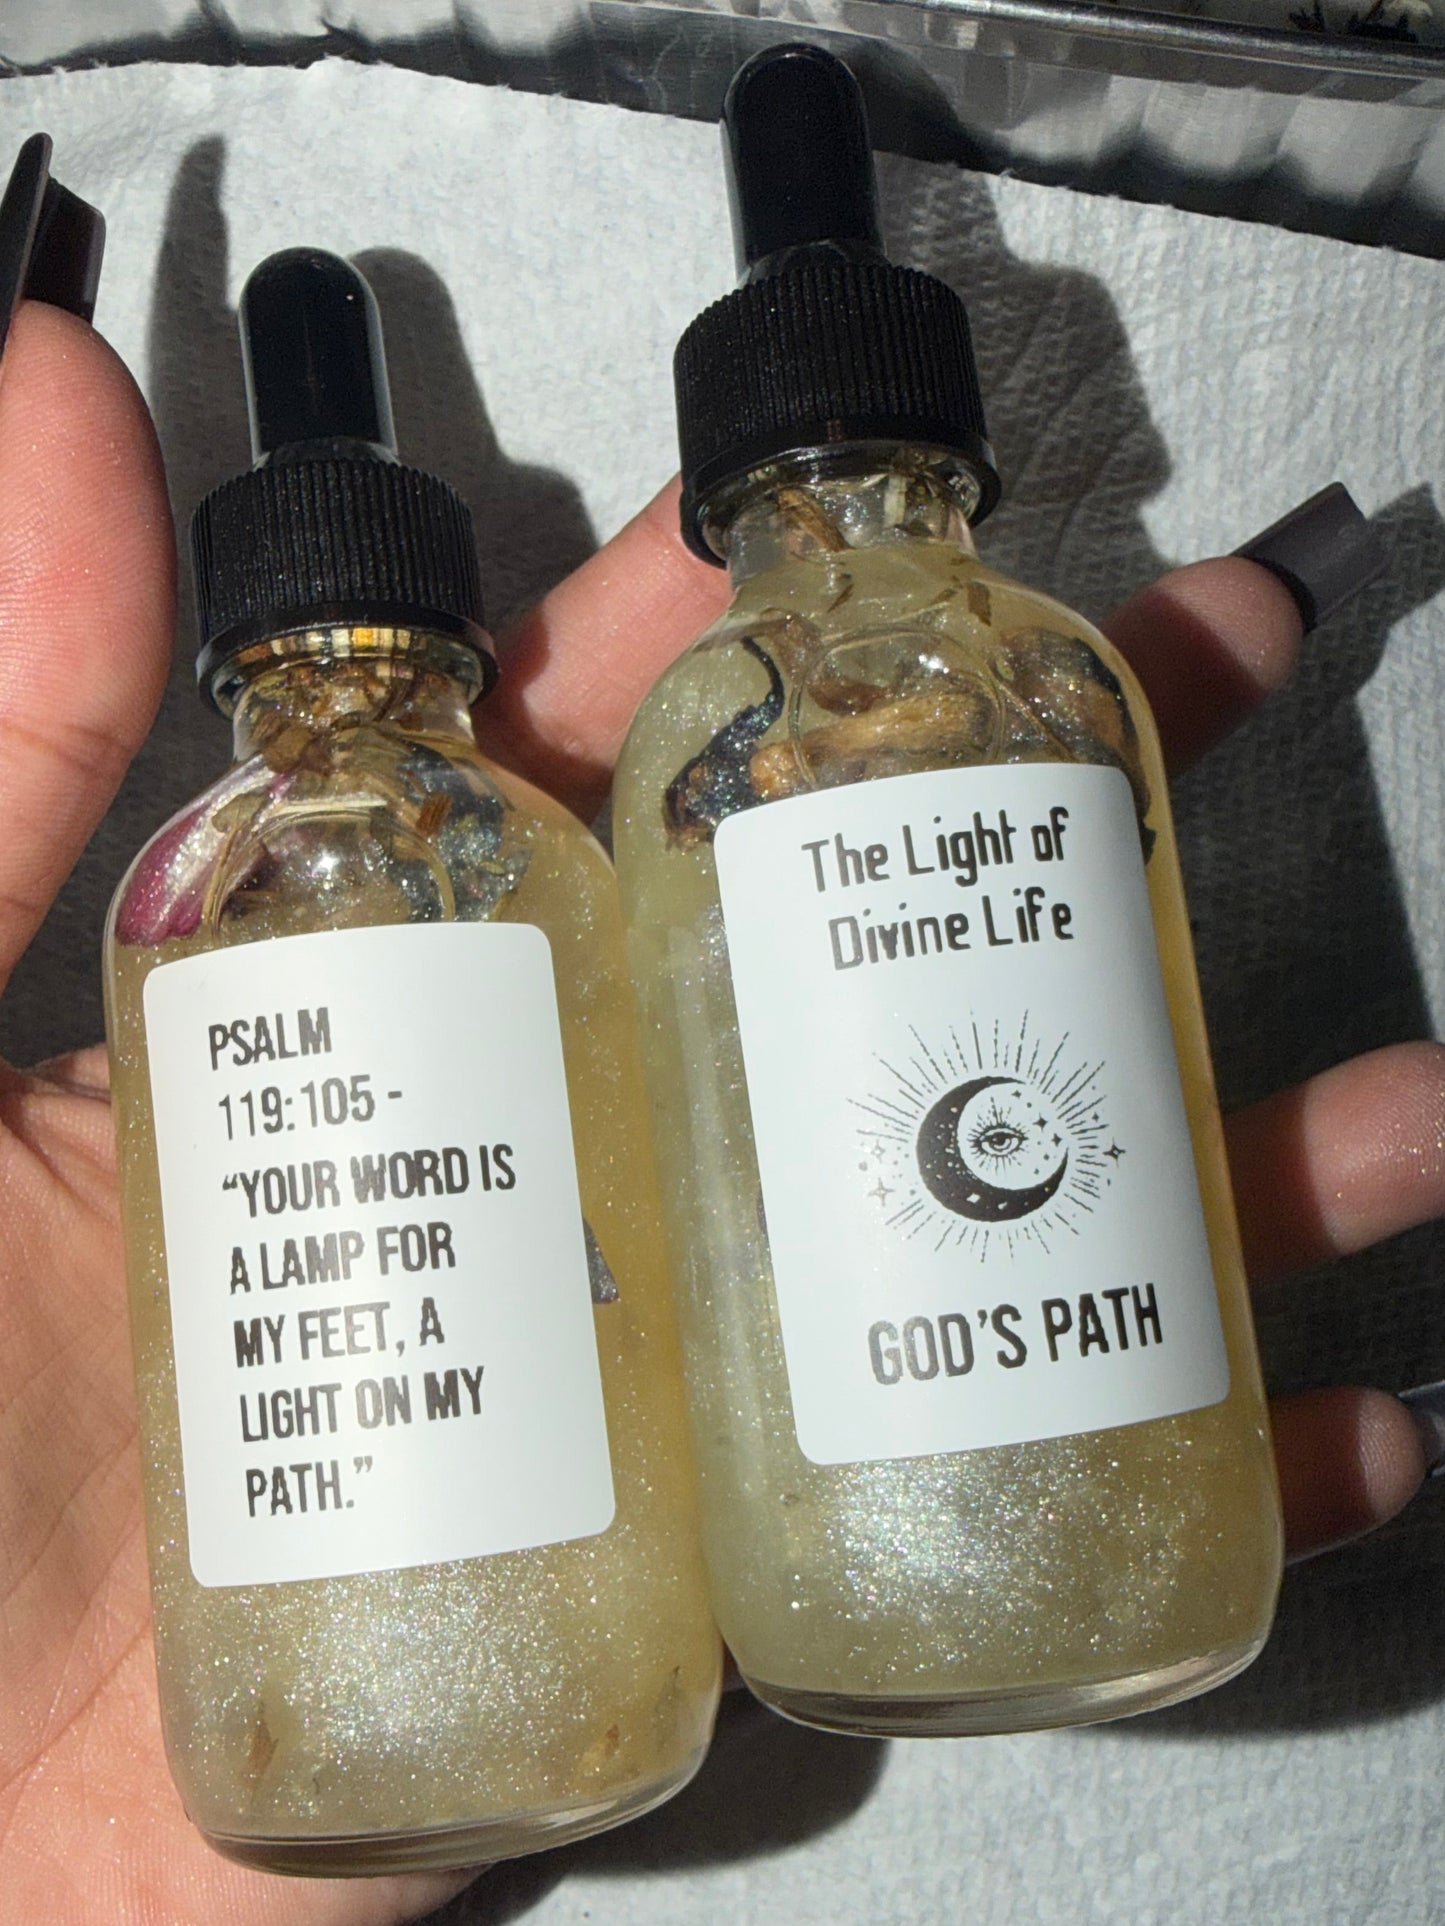 PSALM
119:105 -
“YOUR WORD IS
A LAMP FOR
MY FEET, A
LIGHT ON MY
PATH.”
The Light of
Divine Life
GOD'S PATH